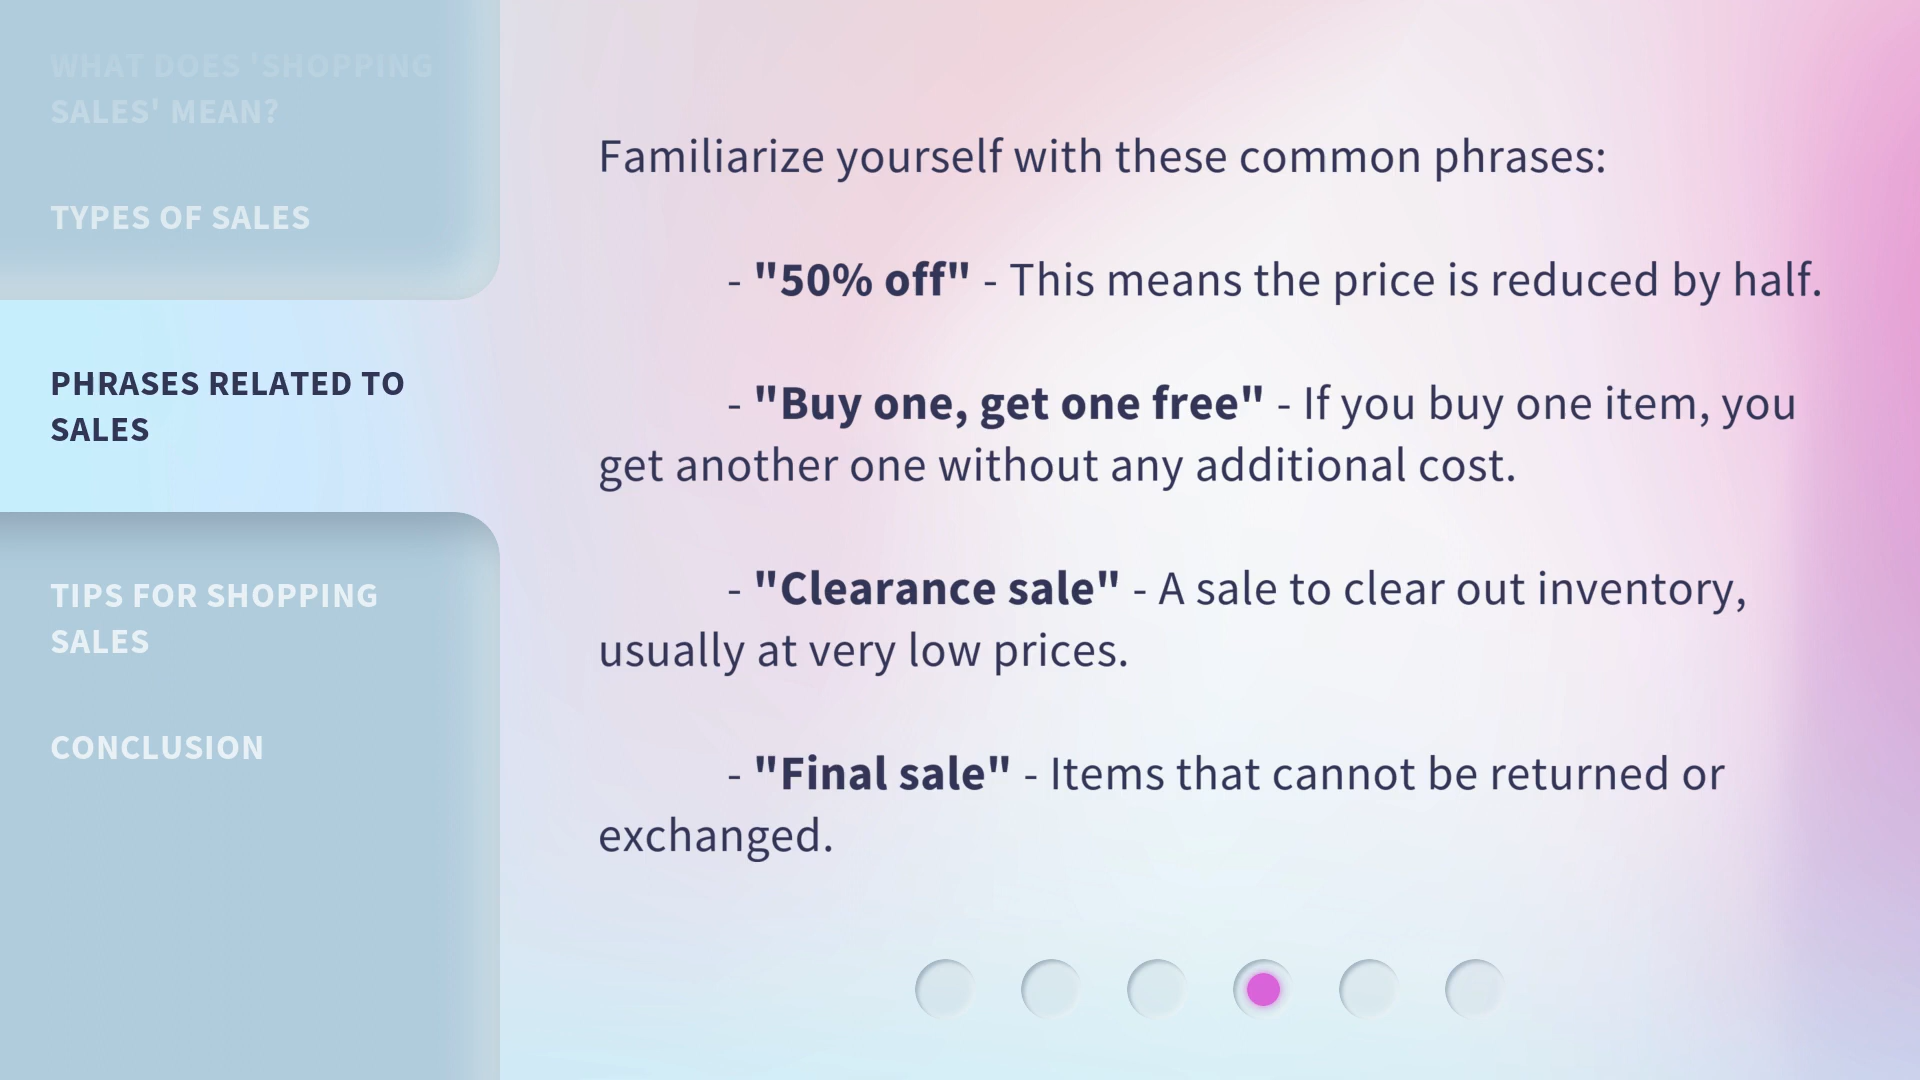 WHAT DOES 'SHOPPING
SALES' MEAN?
TYPES OF SALES
PHRASES RELATED TO
SALES
TIPS FOR SHOPPING
SALES
CONCLUSION
Familiarize yourself with these common phrases:
- "50% off" - This means the price is reduced by half.
- "Buy one, get one free" - If you buy one item, you
get another one without any additional cost.
- "Clearance sale" - A sale to clear out inventory,
usually at very low prices.
- "Final sale" - Items that cannot be returned or
exchanged.